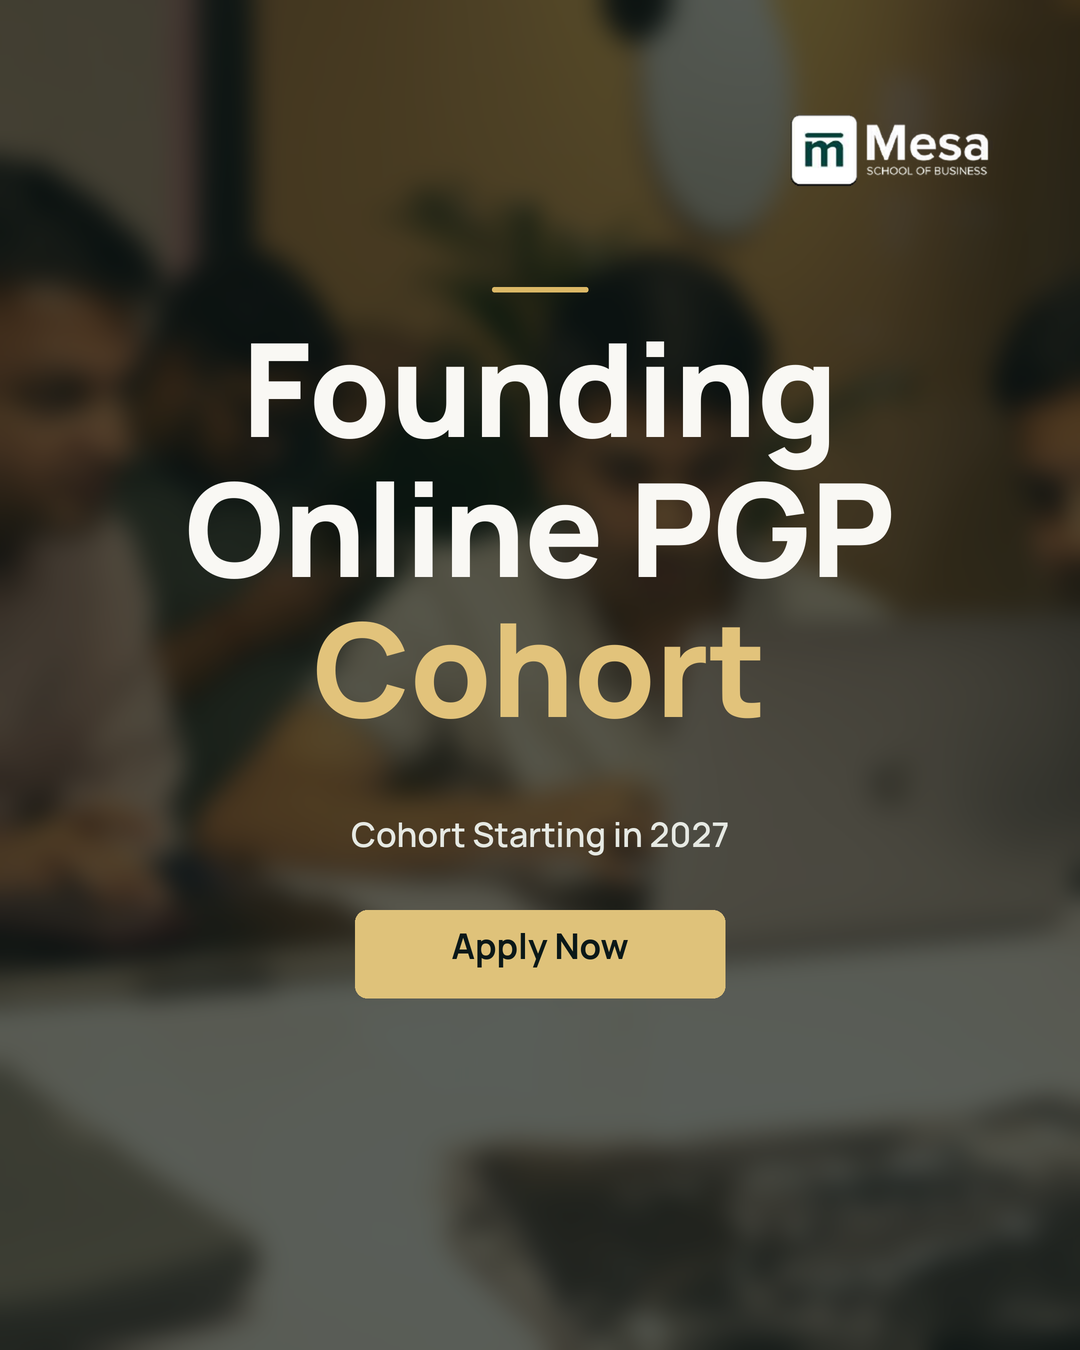 m
Mesa
SCHOOL OF BUSINESS
Founding
Online PGP
Cohort
Cohort Starting in 2027
Apply Now